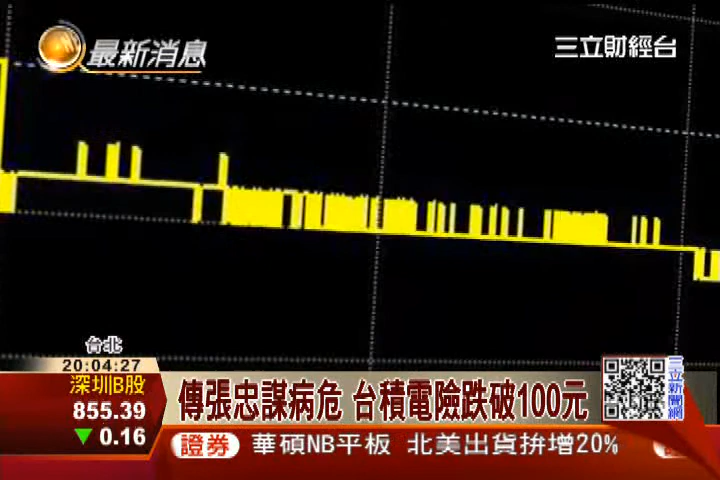 最新消息
三立財經台
台北
20:04:27
深圳B股
855.39
▼ 0.16
傳張忠謀病危 台積電險跌破100元
三立新聞網
證券
華碩NB平板 北美出貨拚增20%